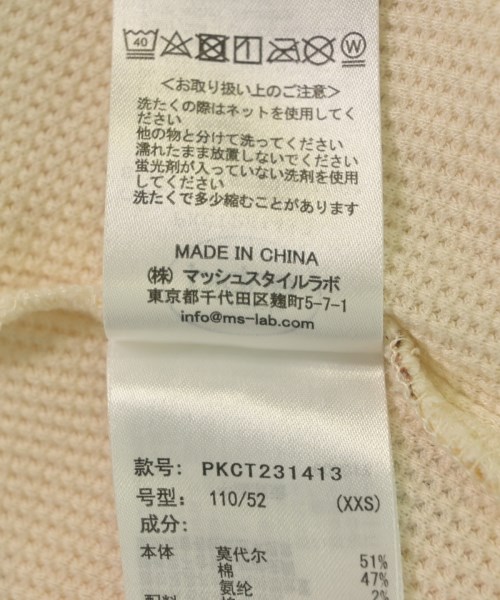 40 W
<お取り扱い上のご注意>
洗たくの際はネットを使用してく
ださい
他の物と分けて洗ってください
濡れたまま放置しないでください
蛍光剤が入っていない洗剤を使用
してください
洗たくで多少縮むことがあります
MADE IN CHINA
(株) マッシュスタイルラボ
東京都千代田区麹町5-7-1
info@ms-lab.com
款号: PKCT231413
号型: 110/52 (XXS)
成分:
本体 莫代尔 51%
棉 47%
氨纶 2%